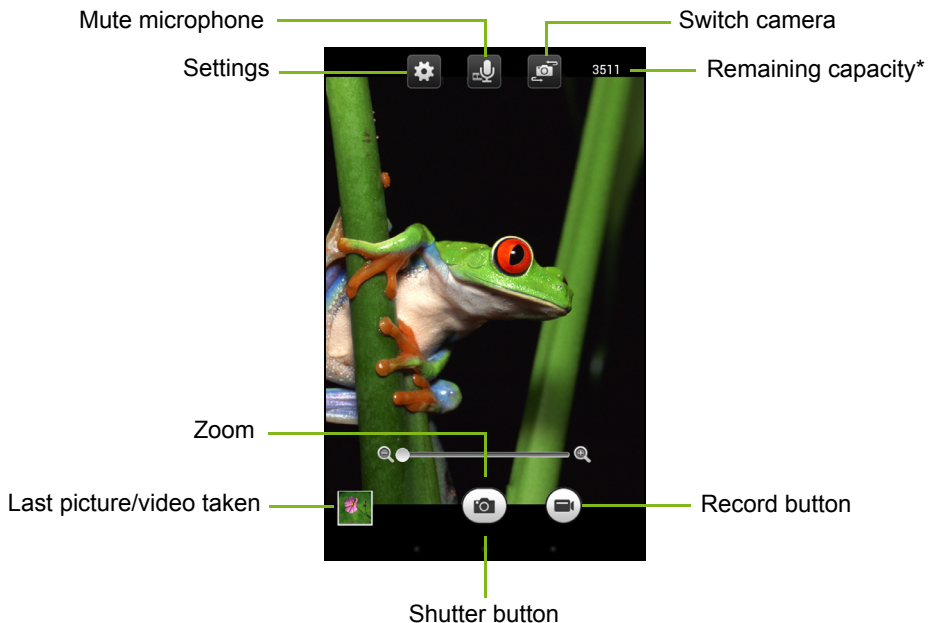 Mute microphone
Switch camera
Settings
3511
Remaining capacity*
Zoom
Last picture/video taken
Record button
Shutter button